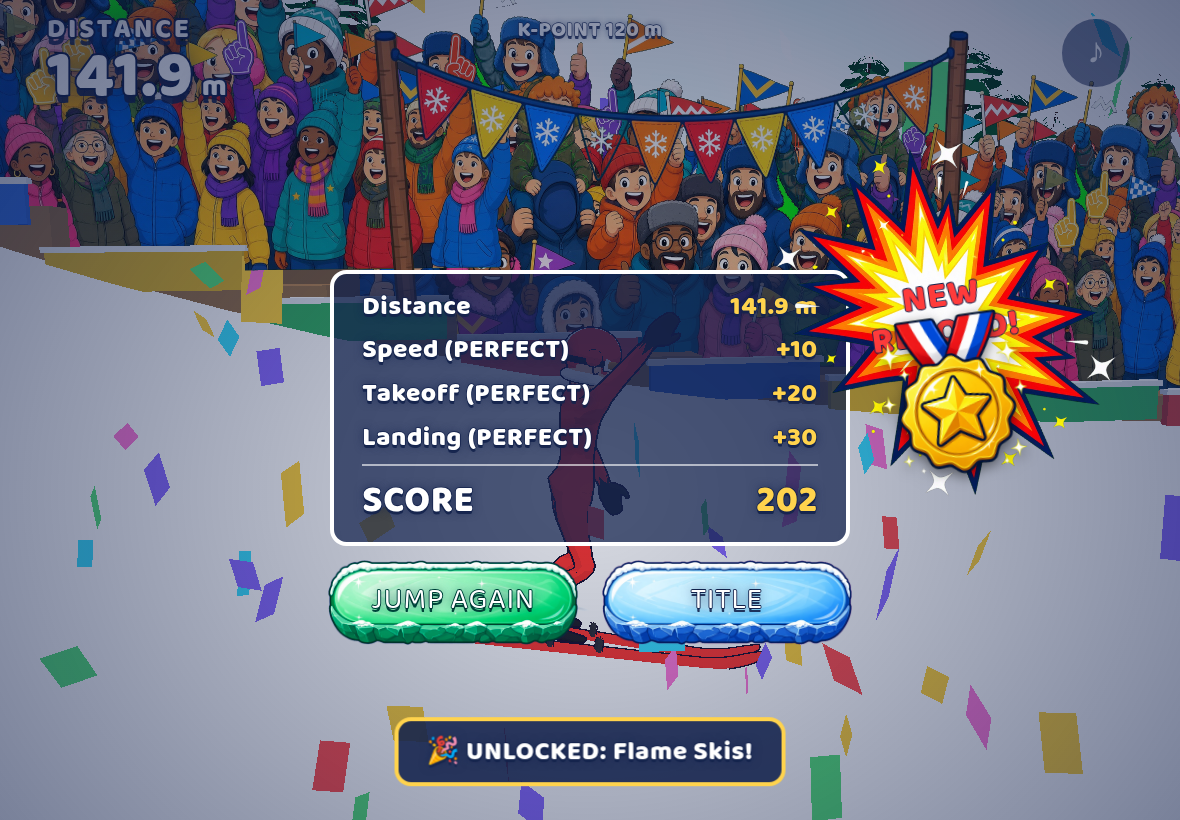 DISTANCE
141.9 m
K-POINT 120 m
♪
Distance 141.9 m
Speed (PERFECT) +10
Takeoff (PERFECT) +20
Landing (PERFECT) +30
SCORE 202
NEW
JUMP AGAIN
TITLE
🎉 UNLOCKED: Flame Skis!